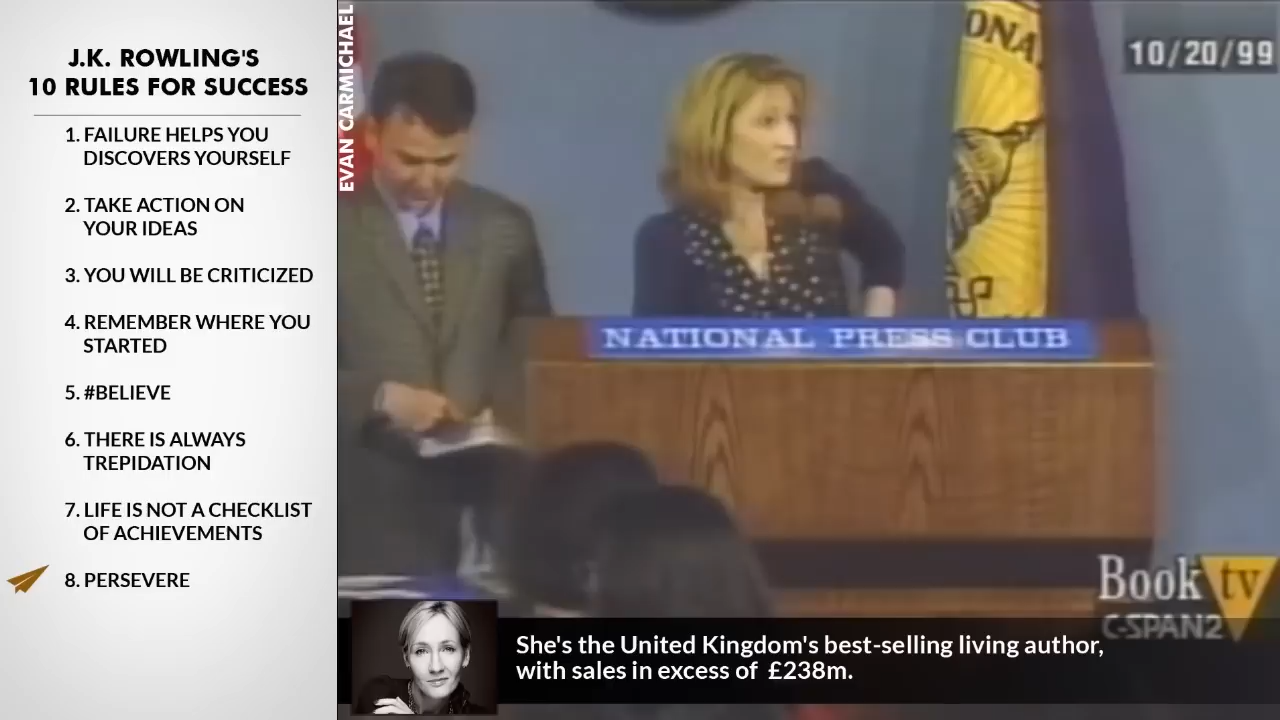 J.K. ROWLING'S
10 RULES FOR SUCCESS
1. FAILURE HELPS YOU
DISCOVERS YOURSELF
2. TAKE ACTION ON
YOUR IDEAS
3. YOU WILL BE CRITICIZED
4. REMEMBER WHERE YOU
STARTED
5. #BELIEVE
6. THERE IS ALWAYS
TREPIDATION
7. LIFE IS NOT A CHECKLIST
OF ACHIEVEMENTS
8. PERSEVERE
EVAN CARMICHAEL
ONA
10/20/99
NATIONAL PRESS CLUB
Book tv
C-SPAN2
She's the United Kingdom's best-selling living author,
with sales in excess of £238m.